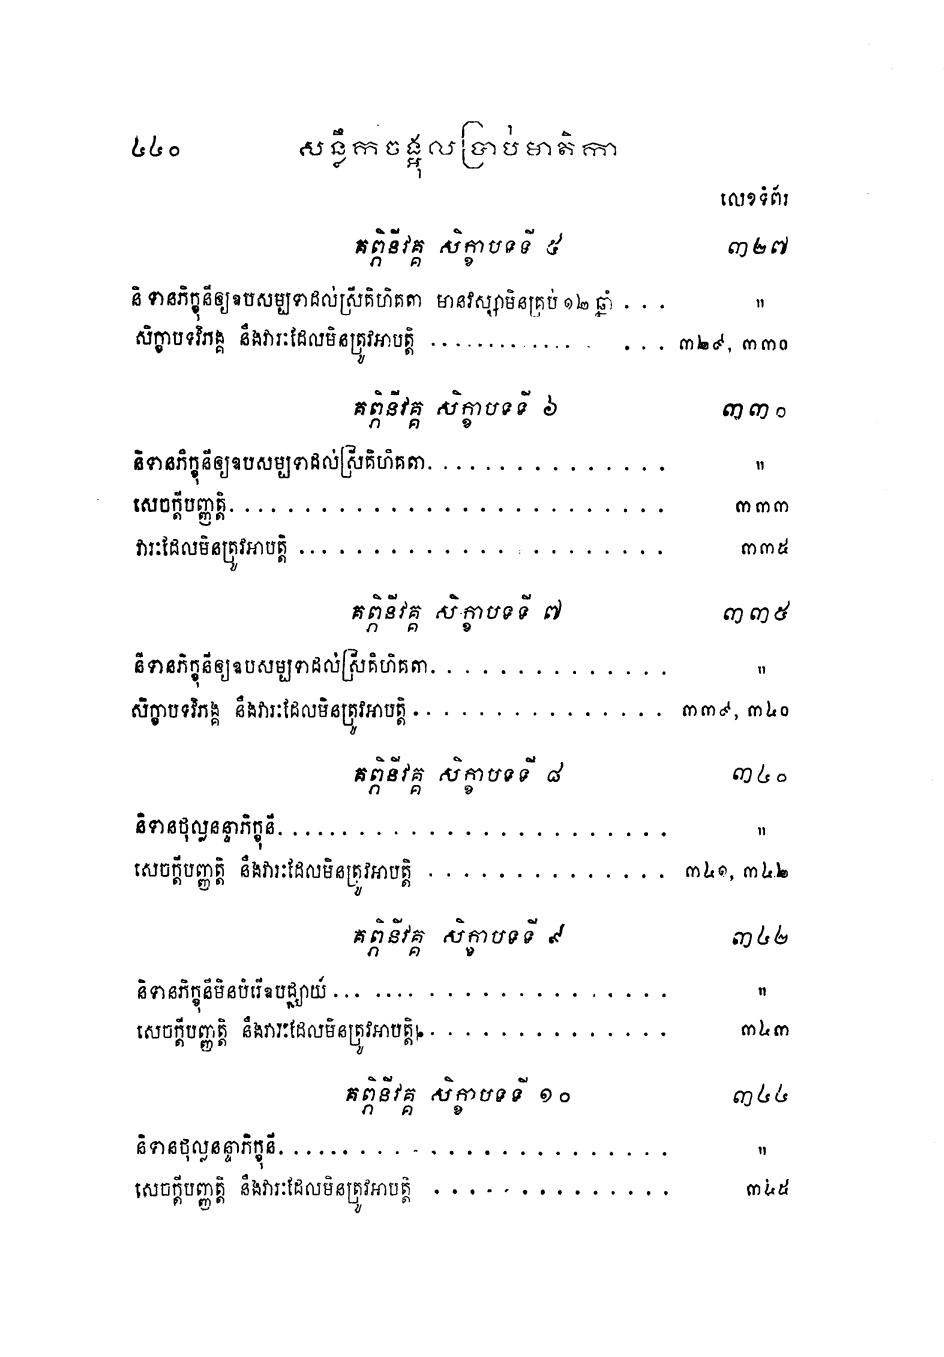 ៤៤០ សន្លឹកចង្អុលប្រាប់មាតិកា
លេខទំព័រ
គព្ភិនីវគ្គ សិក្ខាបទទី ៥ ៣២៧
និទានភិក្ខុនីឲ្យឧបសម្បទាដល់ស្រីគិហិគតា មានវស្សាមិនគ្រប់ ១២ ឆ្នាំ . . . "
សិក្ខាបទវិភង្គ នឹងវារៈដែលមិនត្រូវអាបត្តិ . . . . . . . . . . . . . . . . ៣២៩, ៣៣០
គព្ភិនីវគ្គ សិក្ខាបទទី ៦ ៣៣០
និទានភិក្ខុនីឲ្យឧបសម្បទាដល់ស្រីគិហិគតា. . . . . . . . . . . . . . . . "
សេចក្តីបញ្ញត្តិ. . . . . . . . . . . . . . . . . . . . . . . . ៣៣៣
វារៈដែលមិនត្រូវអាបត្តិ . . . . . . . . . . . . . . . . . . . . ៣៣៥
គព្ភិនីវគ្គ សិក្ខាបទទី ៧ ៣៣៥
និទានភិក្ខុនីឲ្យឧបសម្បទាដល់ស្រីគិហិគតា. . . . . . . . . . . . . . "
សិក្ខាបទវិភង្គ នឹងវារៈដែលមិនត្រូវអាបត្តិ . . . . . . . . . . . . . . . ៣៣៩, ៣៤០
គព្ភិនីវគ្គ សិក្ខាបទទី ៨ ៣៤០
និទានថុល្លនន្ទាភិក្ខុនី. . . . . . . . . . . . . . . . . . . . . . . "
សេចក្តីបញ្ញត្តិ នឹងវារៈដែលមិនត្រូវអាបត្តិ . . . . . . . . . . . . . . ៣៤១, ៣៤២
គព្ភិនីវគ្គ សិក្ខាបទទី ៩ ៣៤២
និទានភិក្ខុនីមិនបំរើឧបជ្ឈាយ៍ . . . . . . . . . . . . . . . . . . . . "
សេចក្តីបញ្ញត្តិ នឹងវារៈដែលមិនត្រូវអាបត្តិ. . . . . . . . . . . . . . . ៣៤៣
គព្ភិនីវគ្គ សិក្ខាបទទី ១០ ៣៤៤
និទានថុល្លនន្ទាភិក្ខុនី. . . . . . . . . . . . . . . . . . . . . . . "
សេចក្តីបញ្ញត្តិ នឹងវារៈដែលមិនត្រូវអាបត្តិ . . . . . . . . . . . . . . ៣៤៥